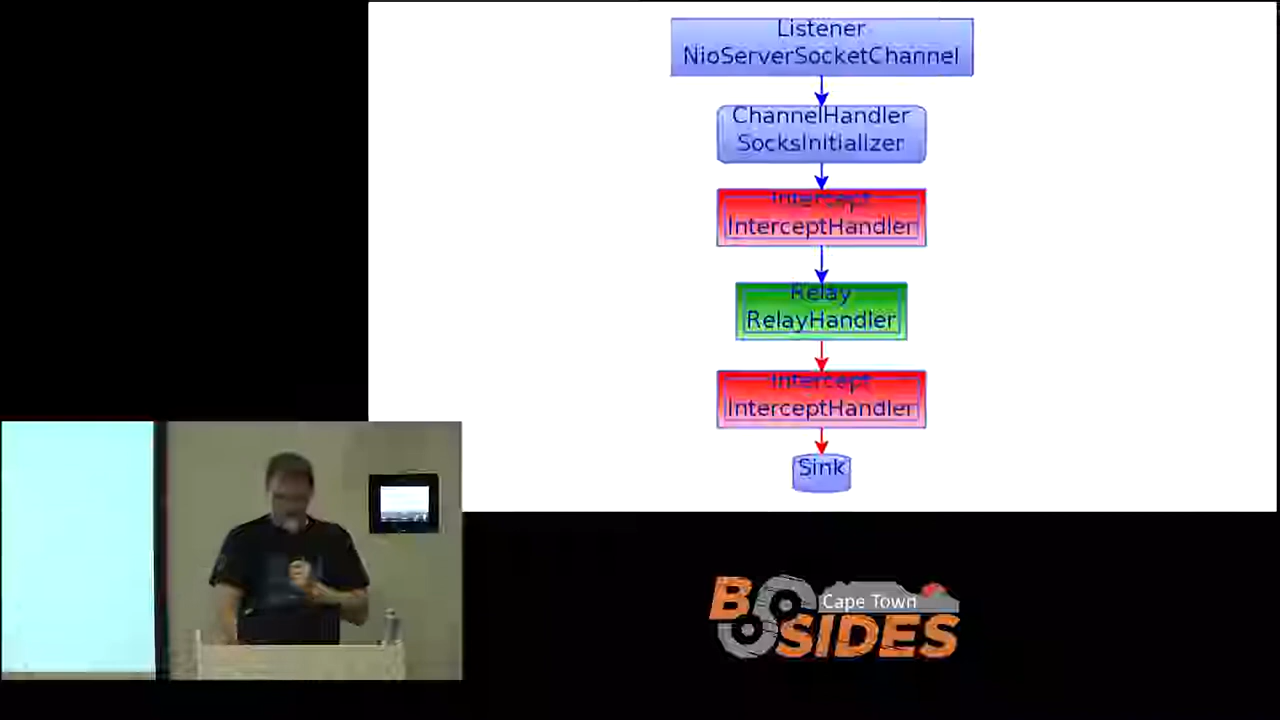 Listener
NioServerSocketChannel
ChannelHandler
SocksInitializer
Intercept
InterceptHandler
Relay
RelayHandler
Intercept
InterceptHandler
Sink
BSIDES
Cape Town